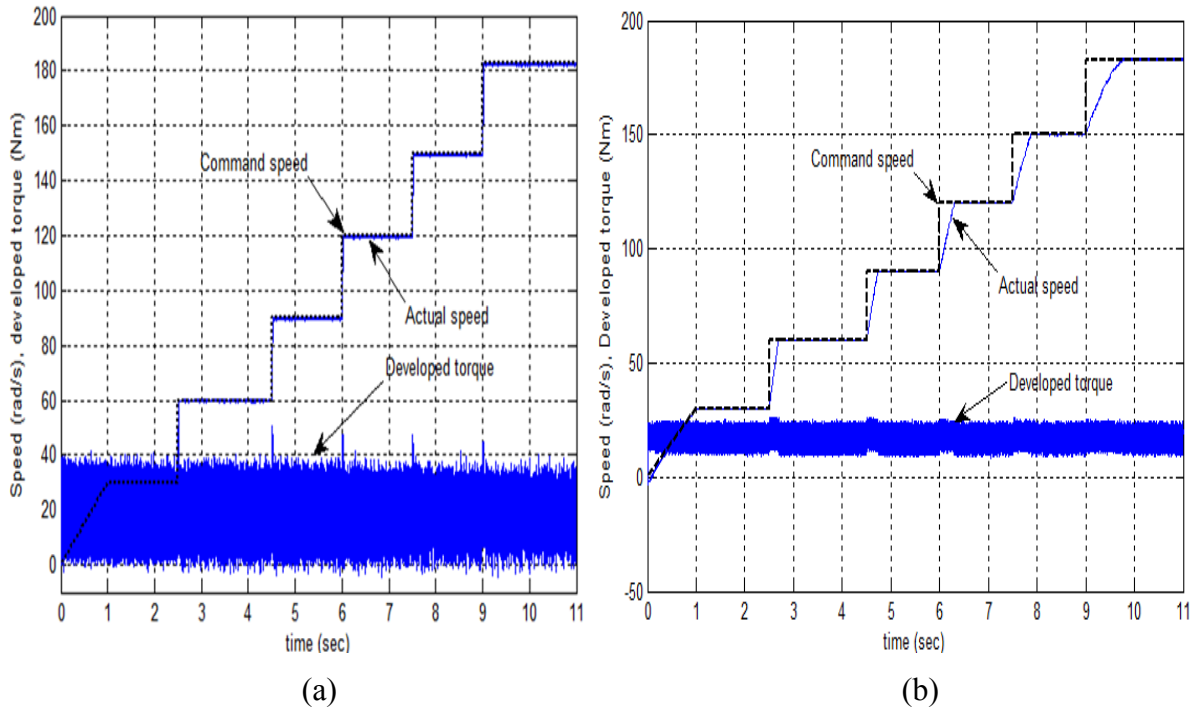 200
180
160
140
120
100
80
60
40
20
0
Speed (rad/s), developed torque (Nm)
Command speed
Actual speed
Developed torque
0 1 2 3 4 5 6 7 8 9 10 11
time (sec)
(a)
200
150
100
50
0
-50
Speed (rad/s), Developed torque (Nm)
Command speed
Actual speed
Developed torque
0 1 2 3 4 5 6 7 8 9 10 11
time (sec)
(b)